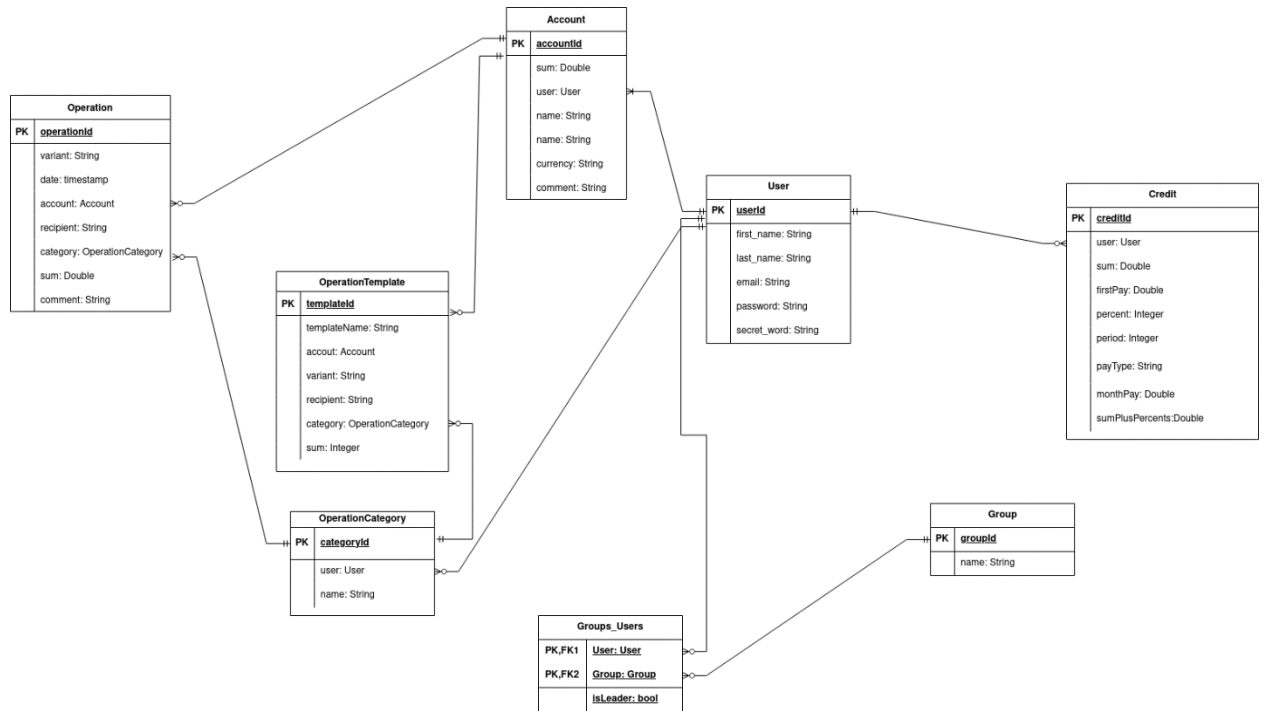 Account
PK accountId
sum: Double
user: User
name: String
name: String
currency: String
comment: String
Operation
PK operationId
variant: String
date: timestamp
account: Account
recipient: String
category: OperationCategory
sum: Double
comment: String
User
PK userId
first_name: String
last_name: String
email: String
password: String
secret_word: String
Credit
PK creditId
user: User
sum: Double
firstPay: Double
percent: Integer
period: Integer
payType: String
monthPay: Double
sumPlusPercents:Double
OperationTemplate
PK templateId
templateName: String
accout: Account
variant: String
recipient: String
category: OperationCategory
sum: Integer
OperationCategory
PK categoryId
user: User
name: String
Group
PK groupId
name: String
Groups_Users
PK,FK1 User: User
PK,FK2 Group: Group
isLeader: bool